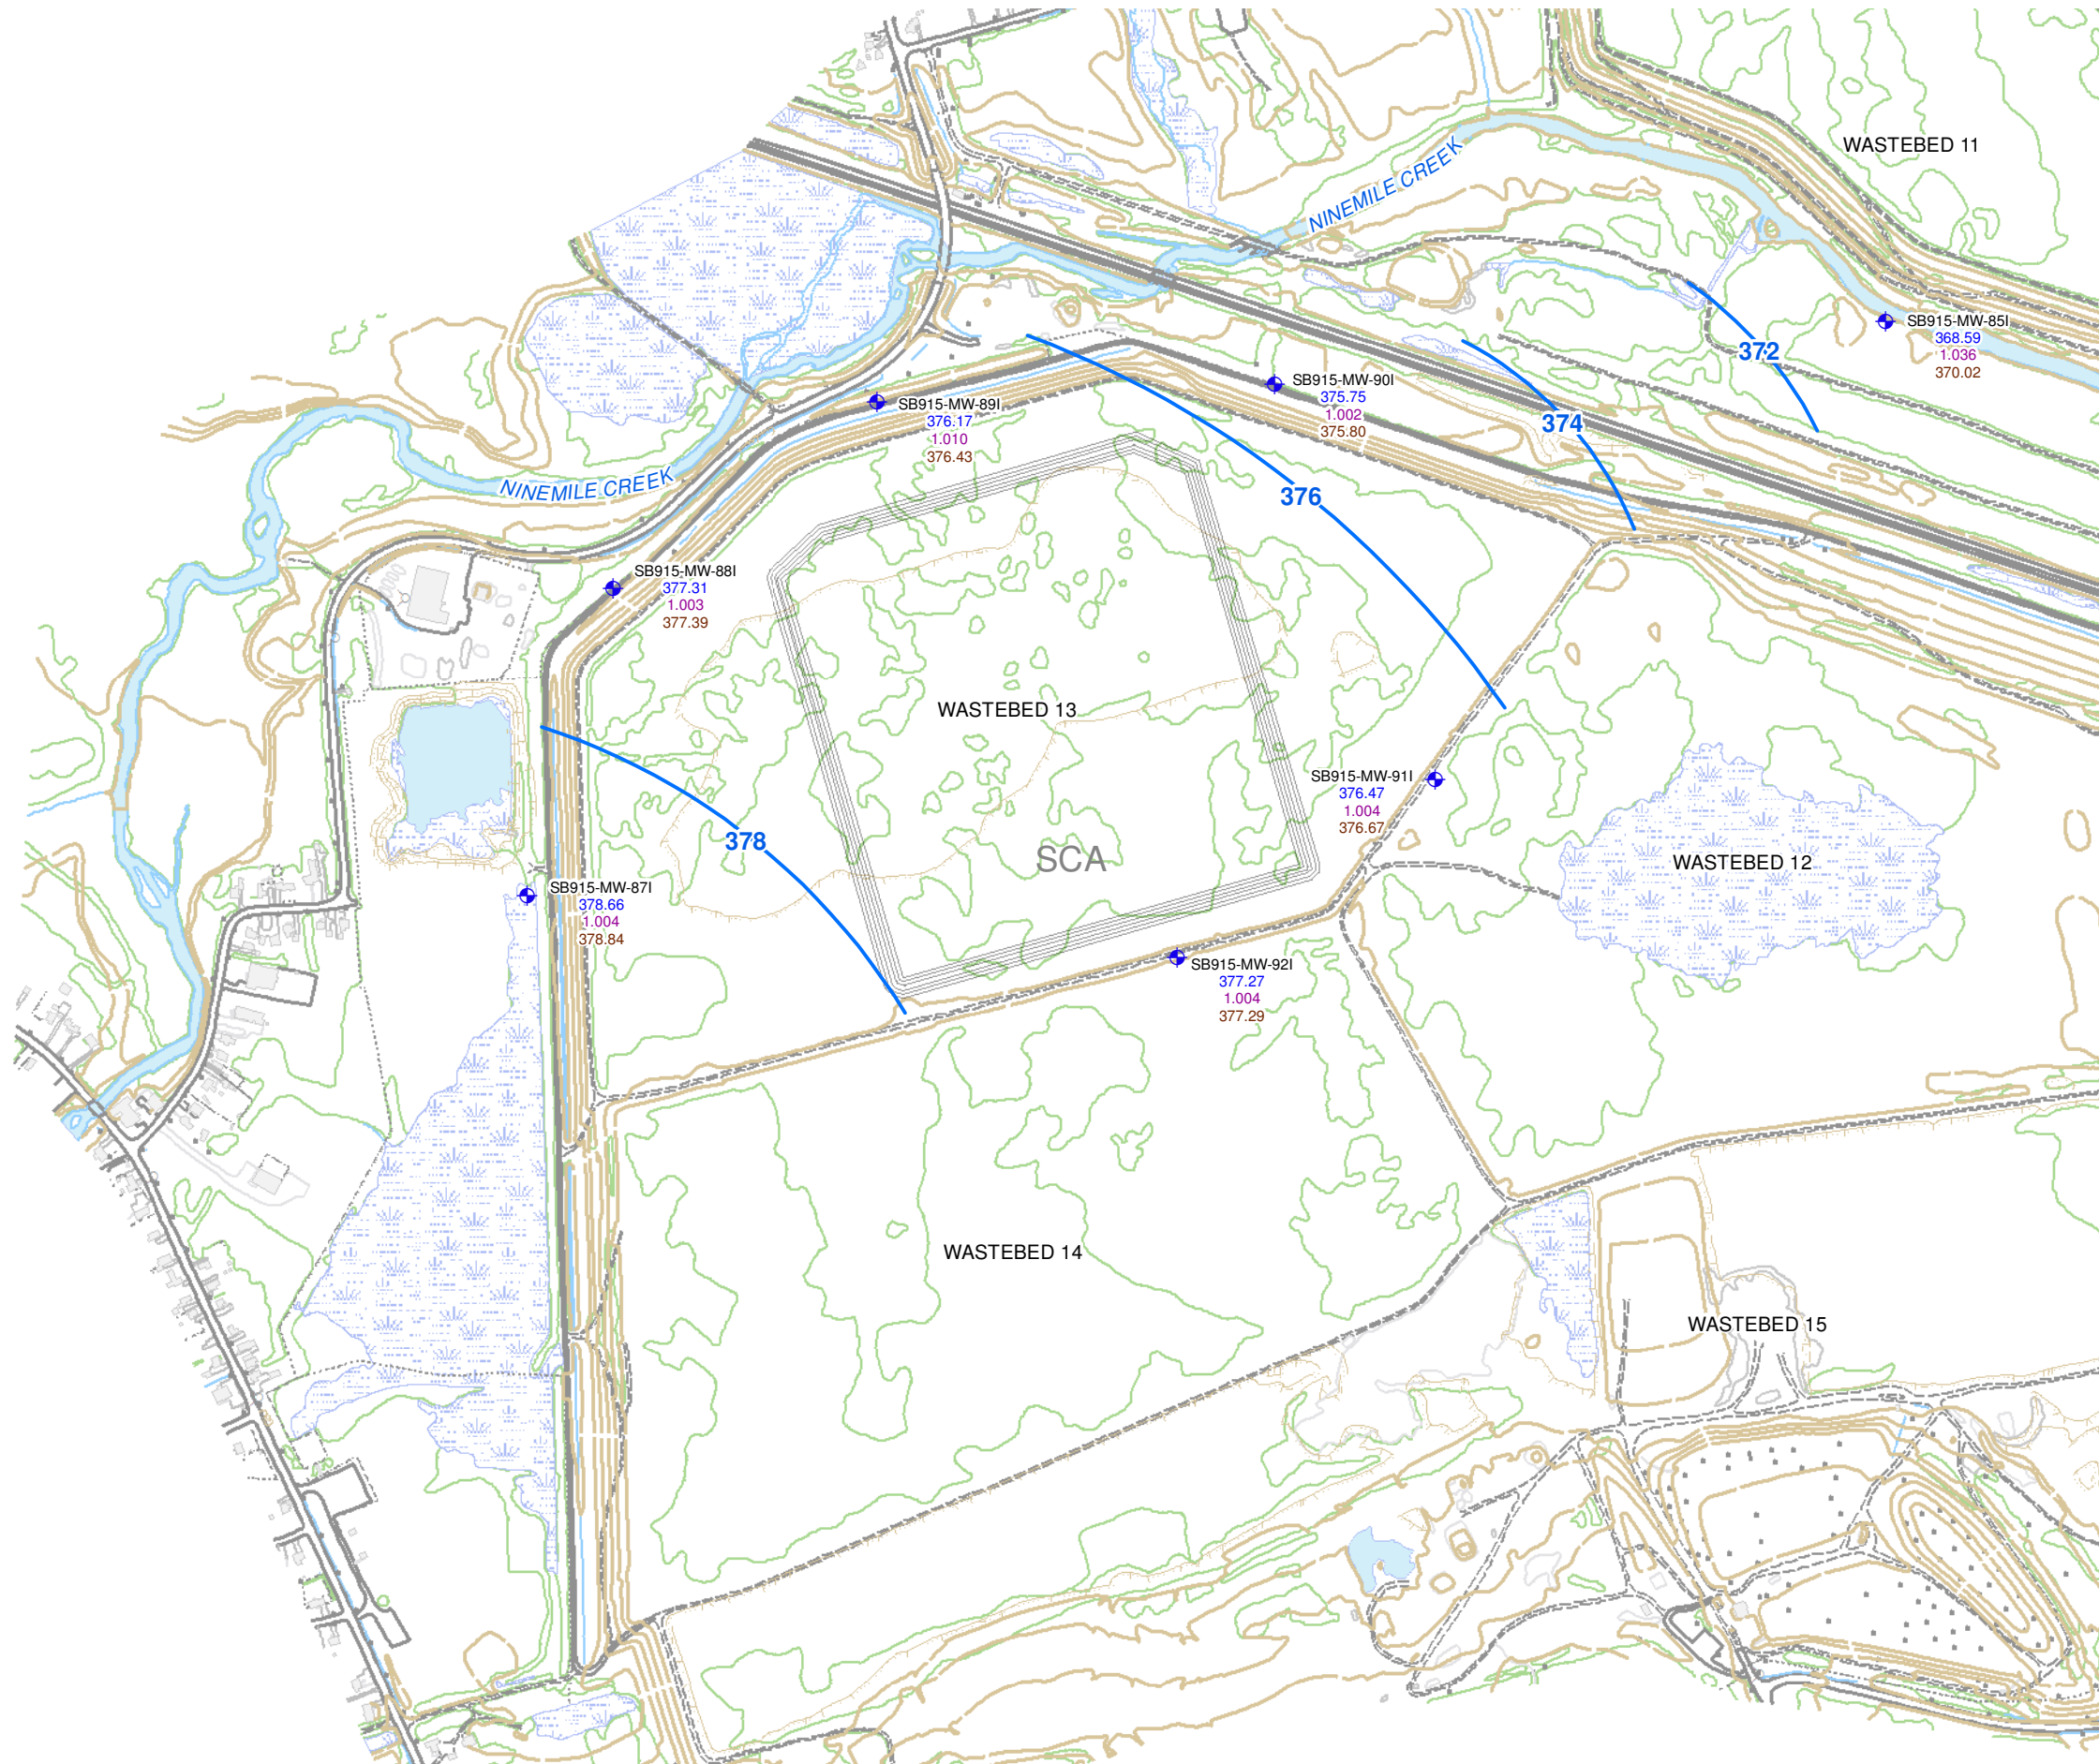 WASTEBED 11
NINEMILE CREEK
SB915-MW-85I
368.59
1.036
370.02
372
SB915-MW-90I
375.75
1.002
375.80
374
SB915-MW-89I
376.17
1.010
376.43
NINEMILE CREEK
376
SB915-MW-88I
377.31
1.003
377.39
WASTEBED 13
SB915-MW-91I
376.47
1.004
376.67
378
SCA
WASTEBED 12
SB915-MW-87I
378.66
1.004
378.84
SB915-MW-92I
377.27
1.004
377.29
WASTEBED 14
WASTEBED 15